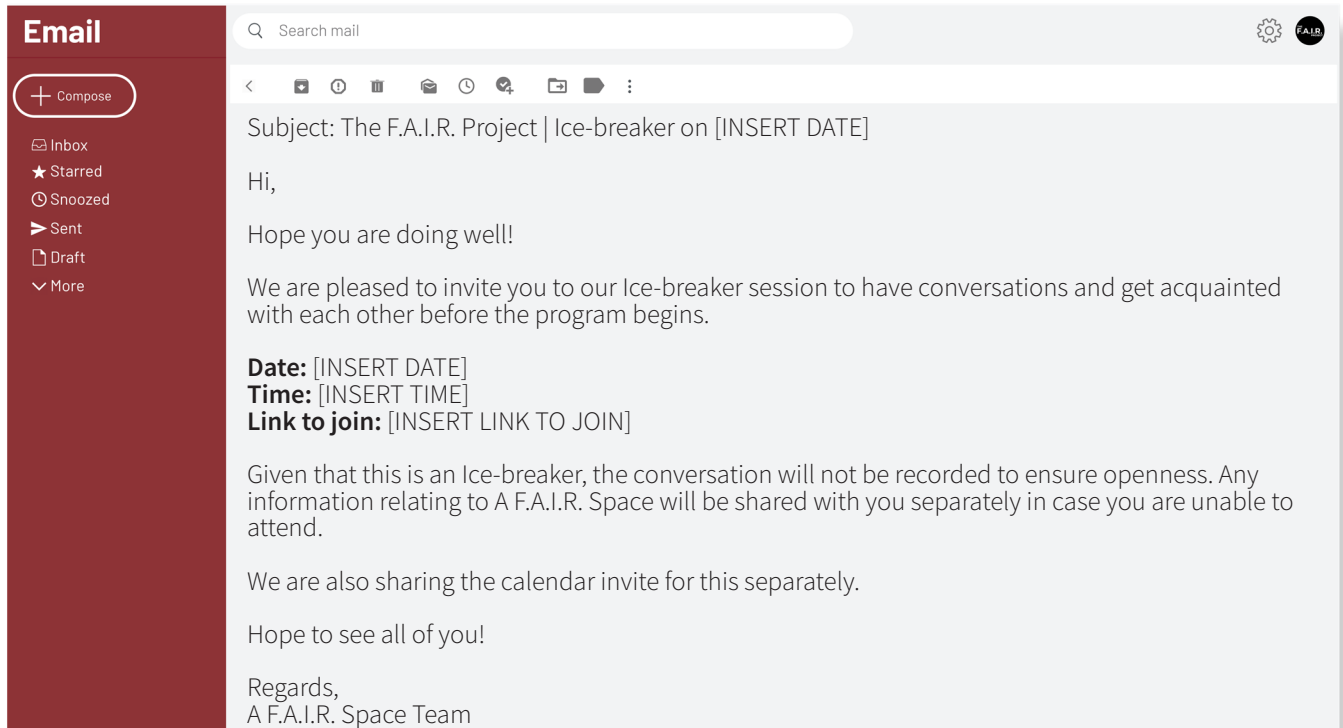 Email
Search mail
F.A.I.R.
Compose
Inbox
Starred
Snoozed
Sent
Draft
More
Subject: The F.A.I.R. Project | Ice-breaker on [INSERT DATE]
Hi,
Hope you are doing well!
We are pleased to invite you to our Ice-breaker session to have conversations and get acquainted
with each other before the program begins.
Date: [INSERT DATE]
Time: [INSERT TIME]
Link to join: [INSERT LINK TO JOIN]
Given that this is an Ice-breaker, the conversation will not be recorded to ensure openness. Any
information relating to A F.A.I.R. Space will be shared with you separately in case you are unable to
attend.
We are also sharing the calendar invite for this separately.
Hope to see all of you!
Regards,
A F.A.I.R. Space Team